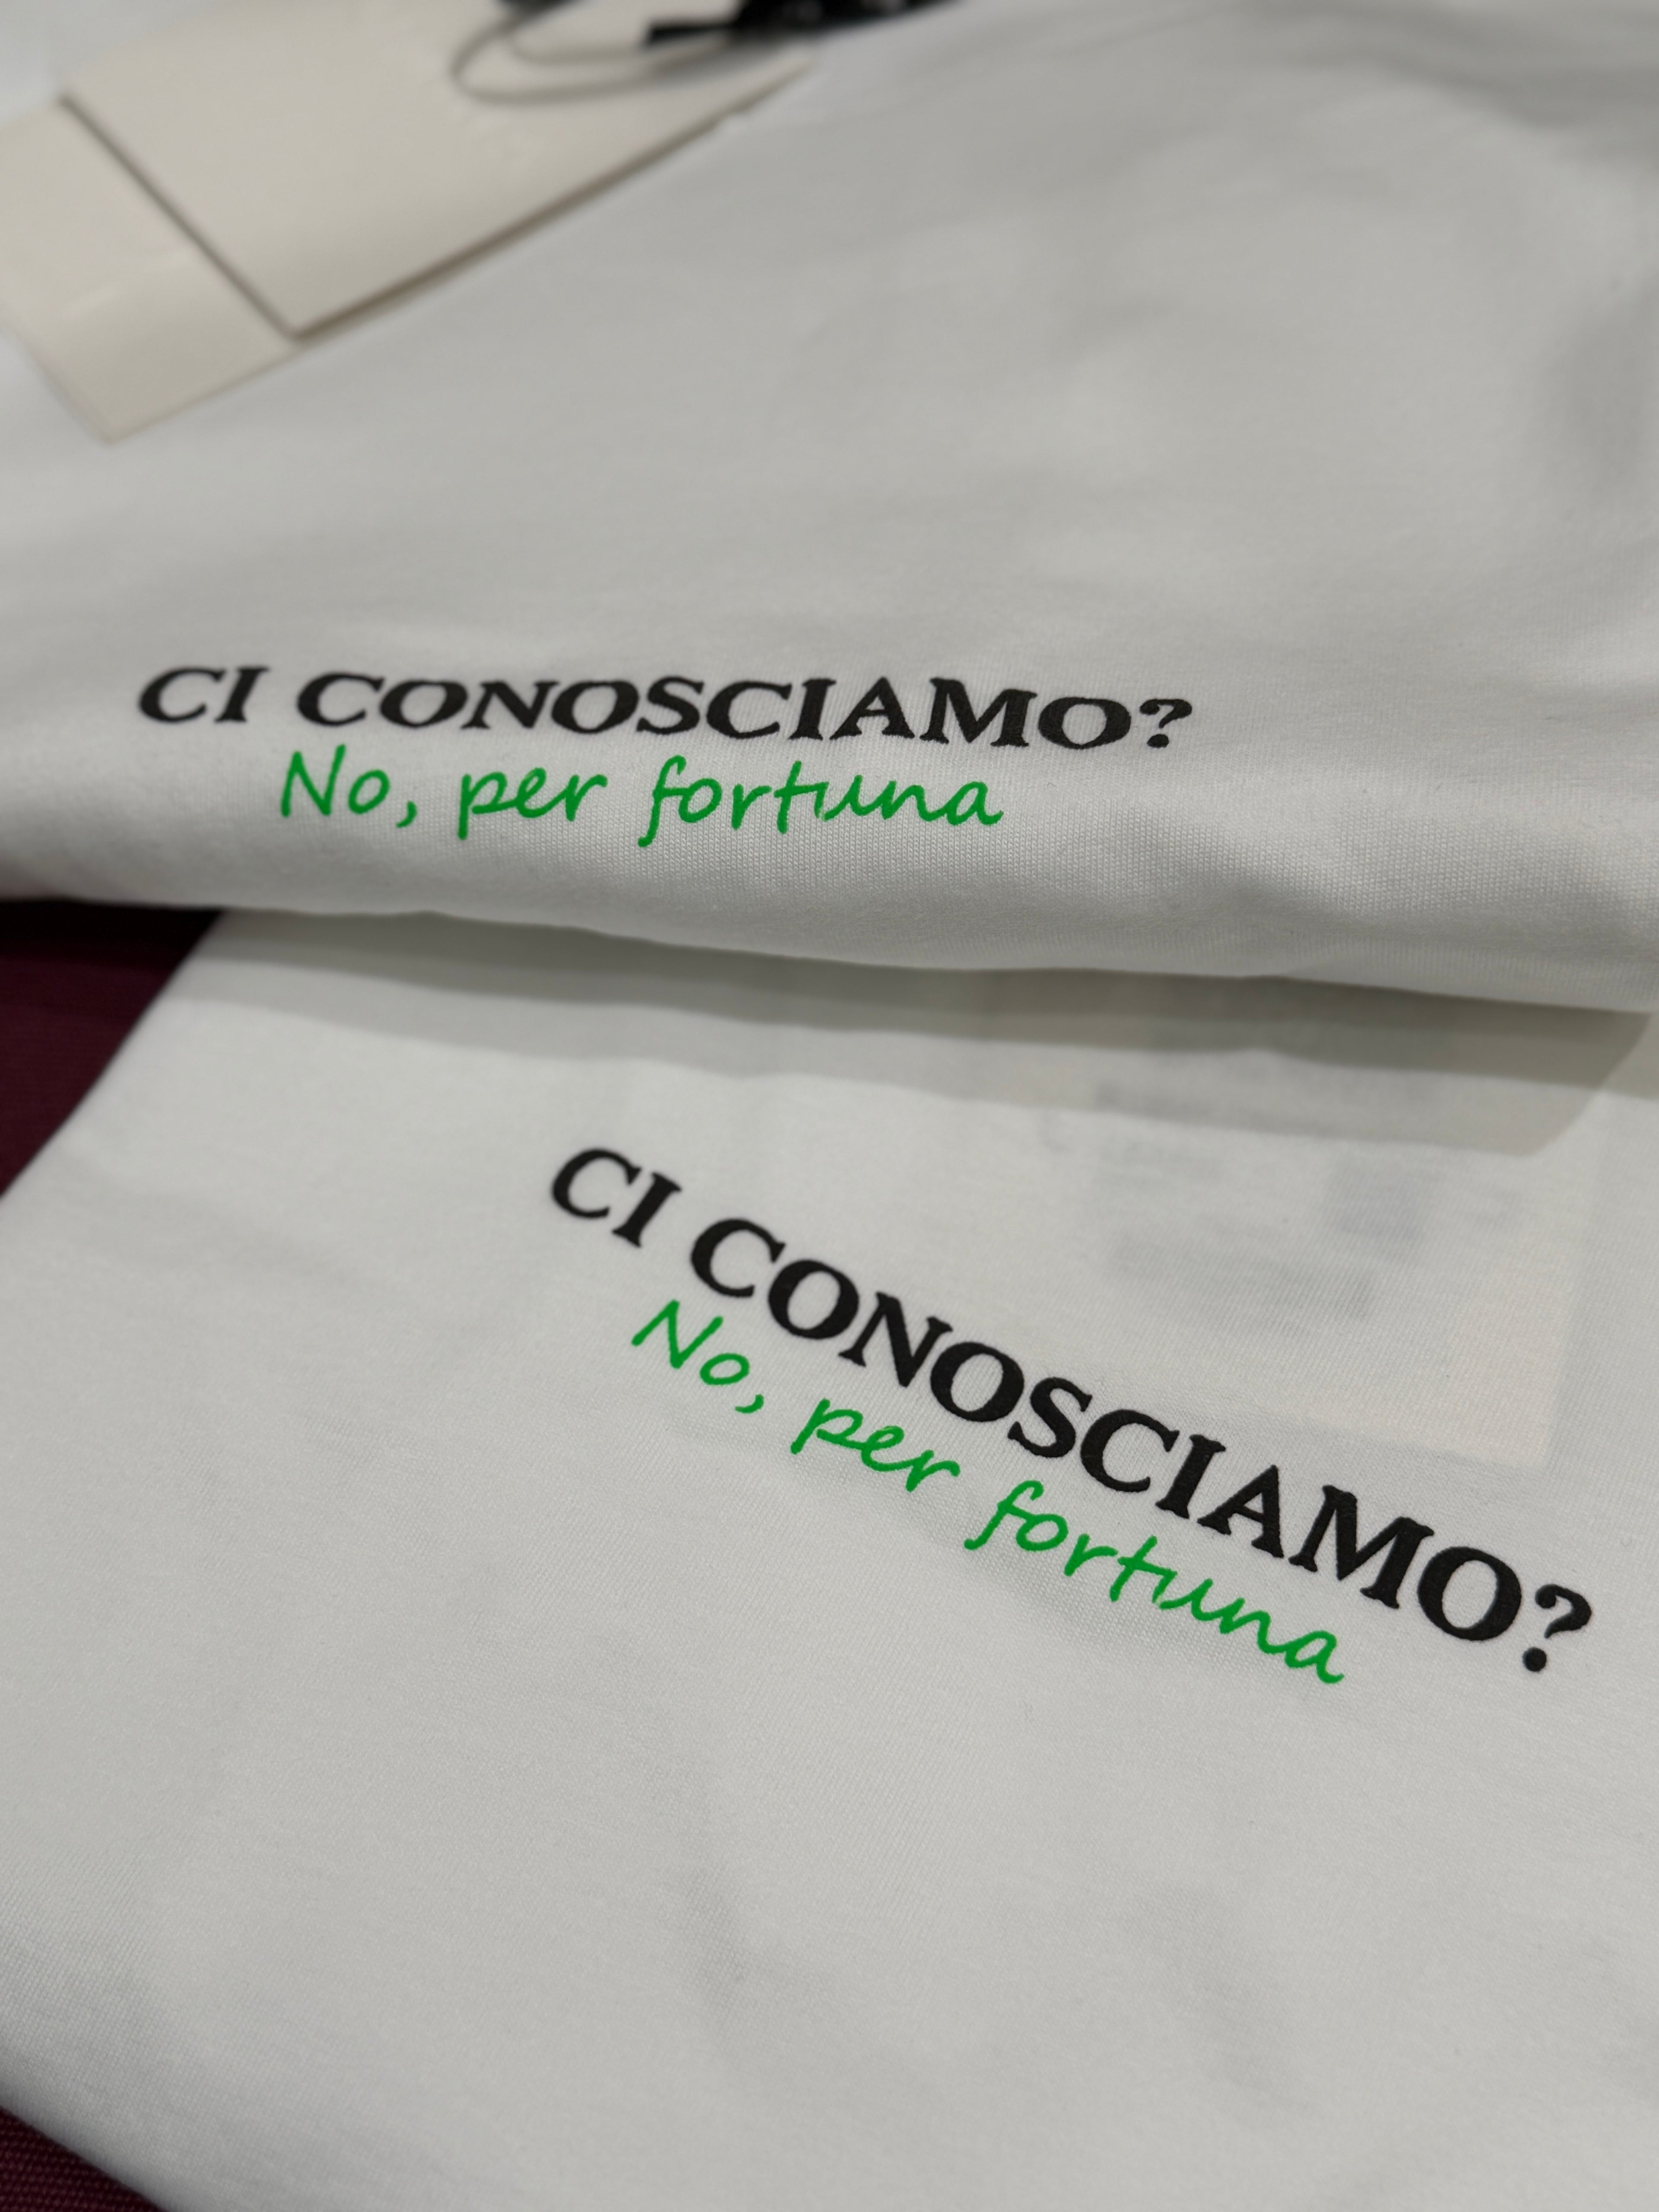 CI CONOSCIAMO?
No, per fortuna
CI CONOSCIAMO?
No, per fortuna